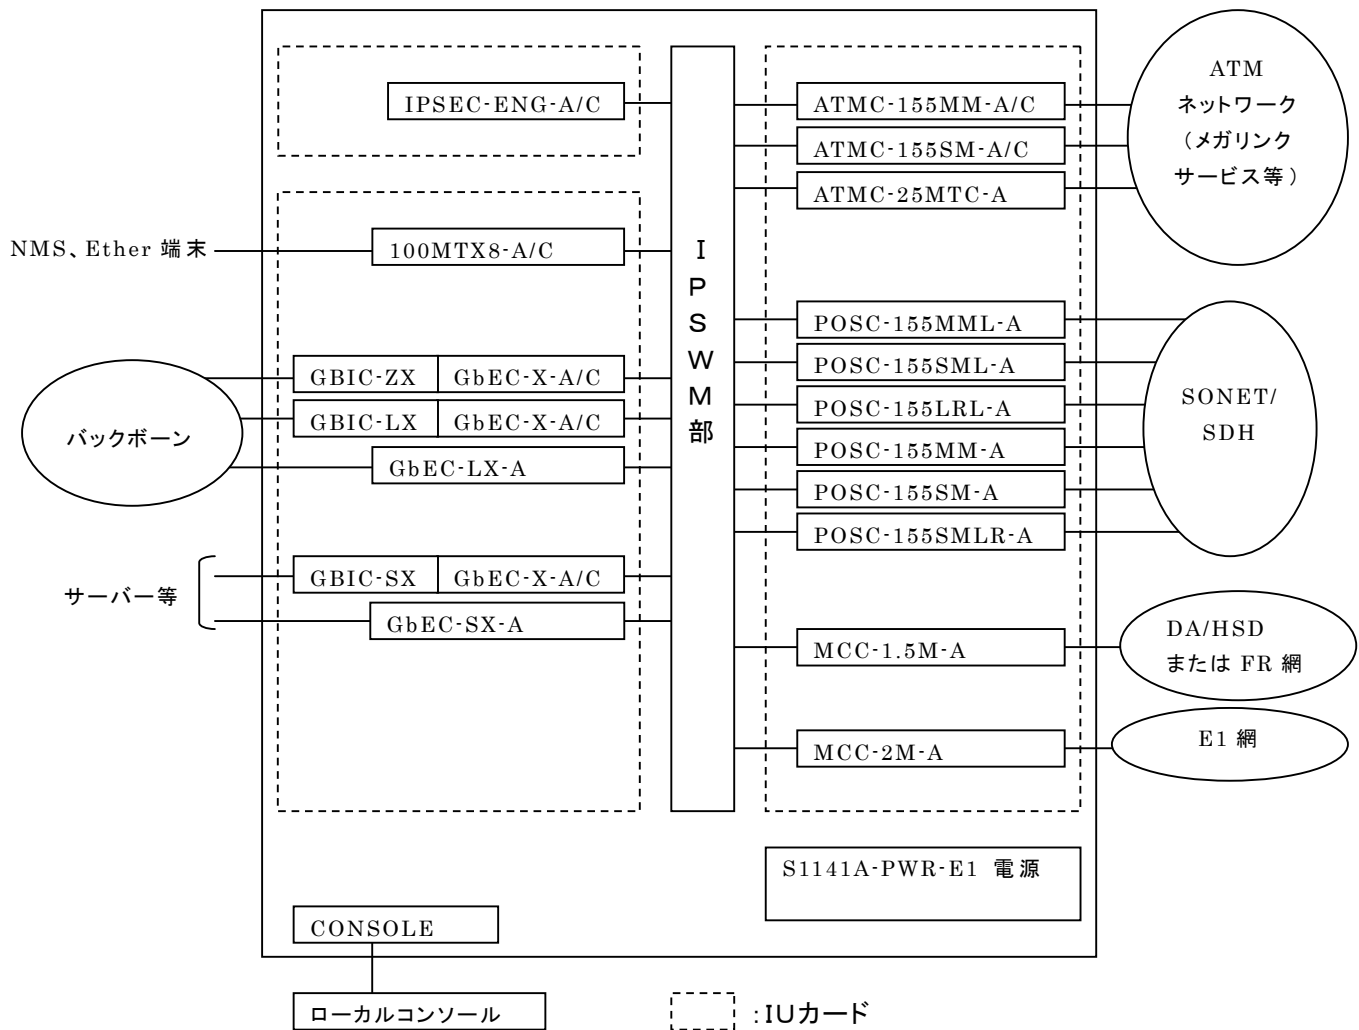 IPSEC-ENG-A/C
NMS、Ether 端末
100MTX8-A/C
バックボーン
GBIC-ZX GbEC-X-A/C
GBIC-LX GbEC-X-A/C
GbEC-LX-A
サーバー等
GBIC-SX GbEC-X-A/C
GbEC-SX-A
IPSWM部
ATMC-155MM-A/C
ATMC-155SM-A/C
ATMC-25MTC-A
ATM
ネットワーク
（メガリンク
サービス等）
POSC-155MML-A
POSC-155SML-A
POSC-155LRL-A
POSC-155MM-A
POSC-155SM-A
POSC-155SMLR-A
SONET/
SDH
MCC-1.5M-A
DA/HSD
または FR 網
MCC-2M-A
E1 網
S1141A-PWR-E1 電源
CONSOLE
ローカルコンソール
:IUカード